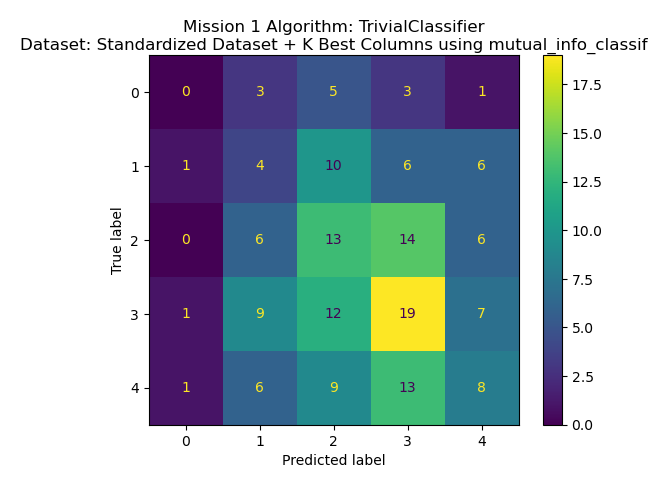 Mission 1 Algorithm: TrivialClassifier
Dataset: Standardized Dataset + K Best Columns using mutual_info_classif
0 0 3 5 3 1
1 1 4 10 6 6
2 0 6 13 14 6
3 1 9 12 19 7
4 1 6 9 13 8
0 1 2 3 4
Predicted label
True label
17.5
15.0
12.5
10.0
7.5
5.0
2.5
0.0